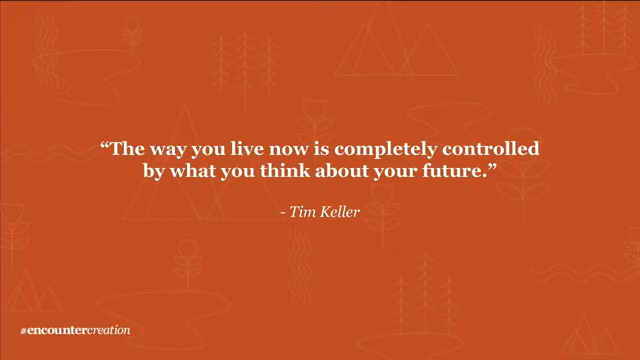 “The way you live now is completely controlled
by what you think about your future.”
- Tim Keller
#encountercreation